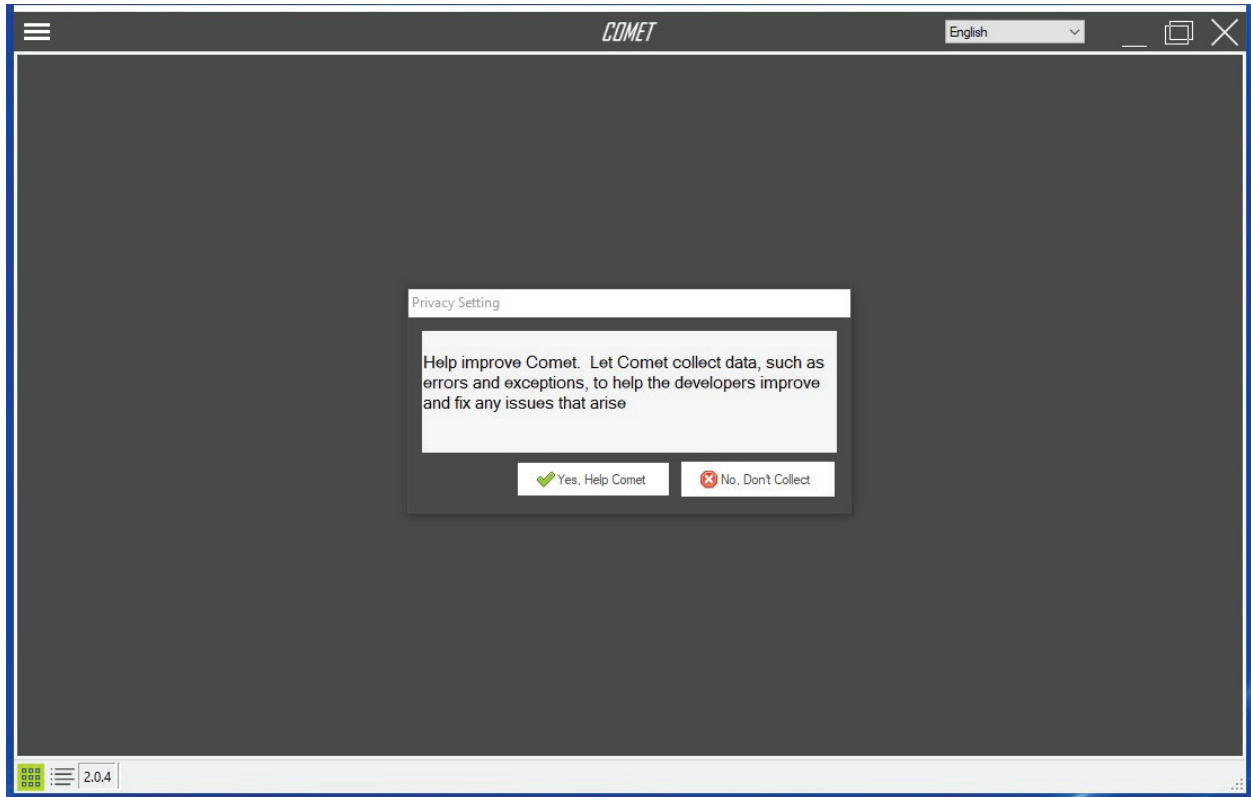 COMET
English
Privacy Setting
Help improve Comet. Let Comet collect data, such as
errors and exceptions, to help the developers improve
and fix any issues that arise
Yes, Help Comet
No, Don't Collect
2.0.4